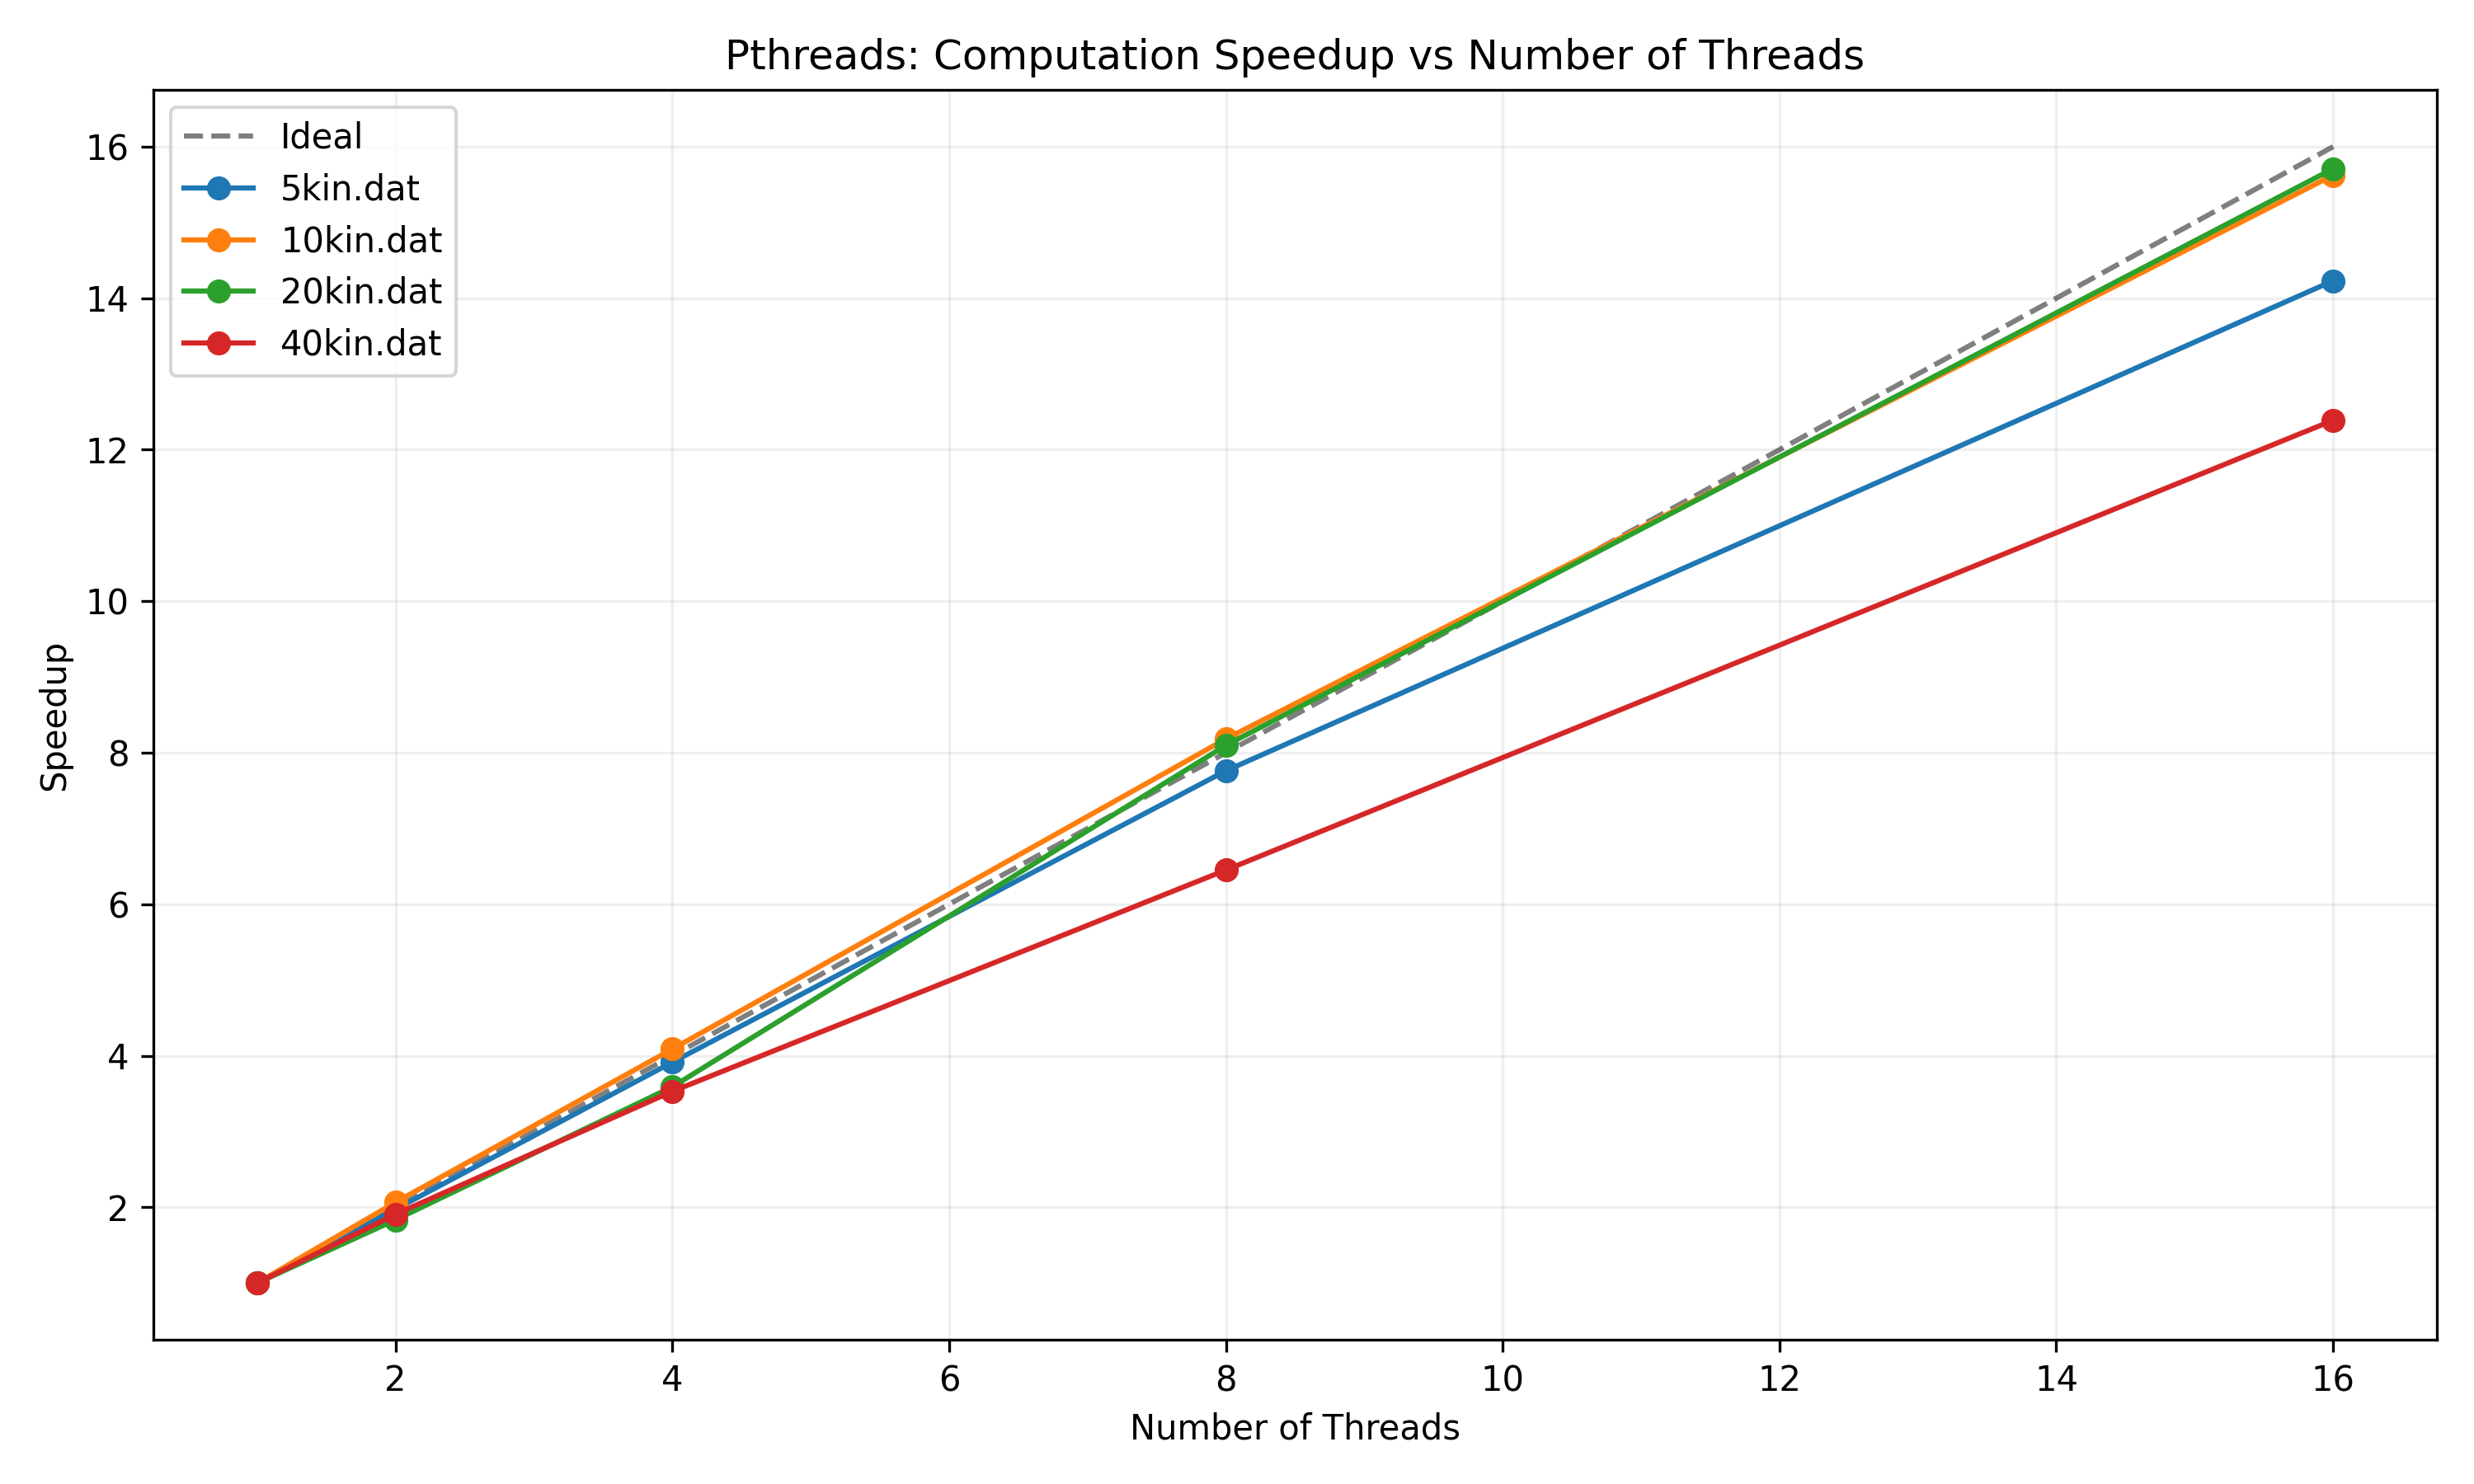 Pthreads: Computation Speedup vs Number of Threads
Ideal
5kin.dat
10kin.dat
20kin.dat
40kin.dat
Speedup
16
14
12
10
8
6
4
2
2 4 6 8 10 12 14 16
Number of Threads